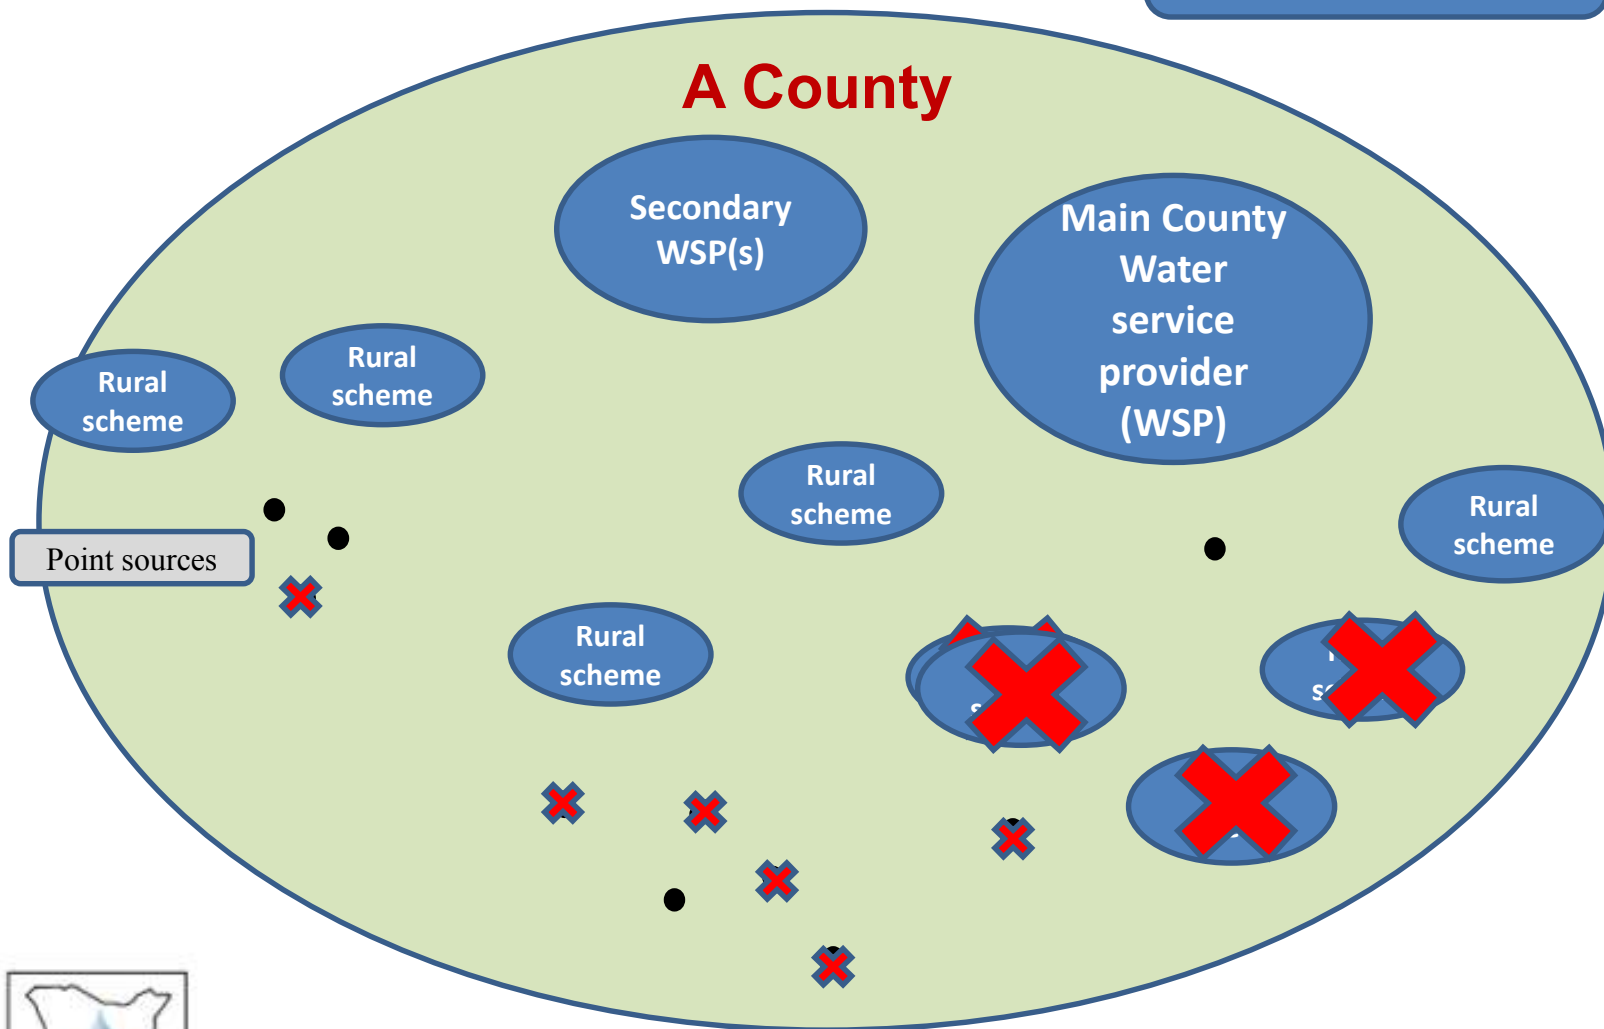 A County
Secondary
WSP(s)
Main County
Water
service
provider
(WSP)
Rural
scheme
Rural
scheme
Rural
scheme
Rural
scheme
Point sources
Rural
scheme